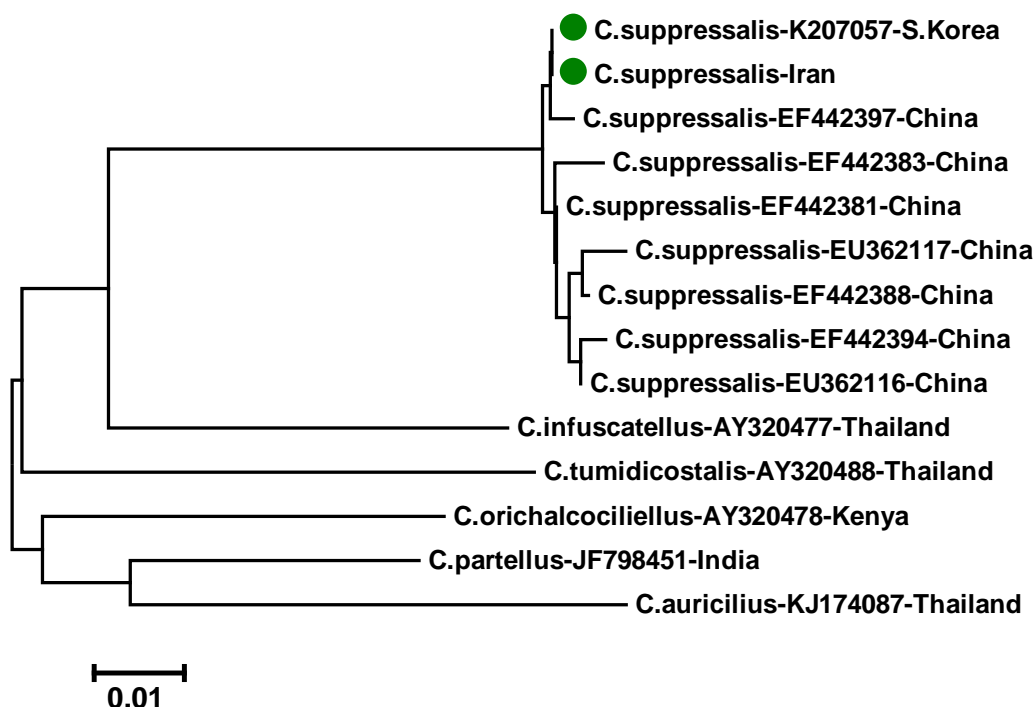 C.suppressalis-K207057-S.Korea
C.suppressalis-Iran
C.suppressalis-EF442397-China
C.suppressalis-EF442383-China
C.suppressalis-EF442381-China
C.suppressalis-EU362117-China
C.suppressalis-EF442388-China
C.suppressalis-EF442394-China
C.suppressalis-EU362116-China
C.infuscatellus-AY320477-Thailand
C.tumidicostalis-AY320488-Thailand
C.orichalcociliellus-AY320478-Kenya
C.partellus-JF798451-India
C.auricilius-KJ174087-Thailand
0.01